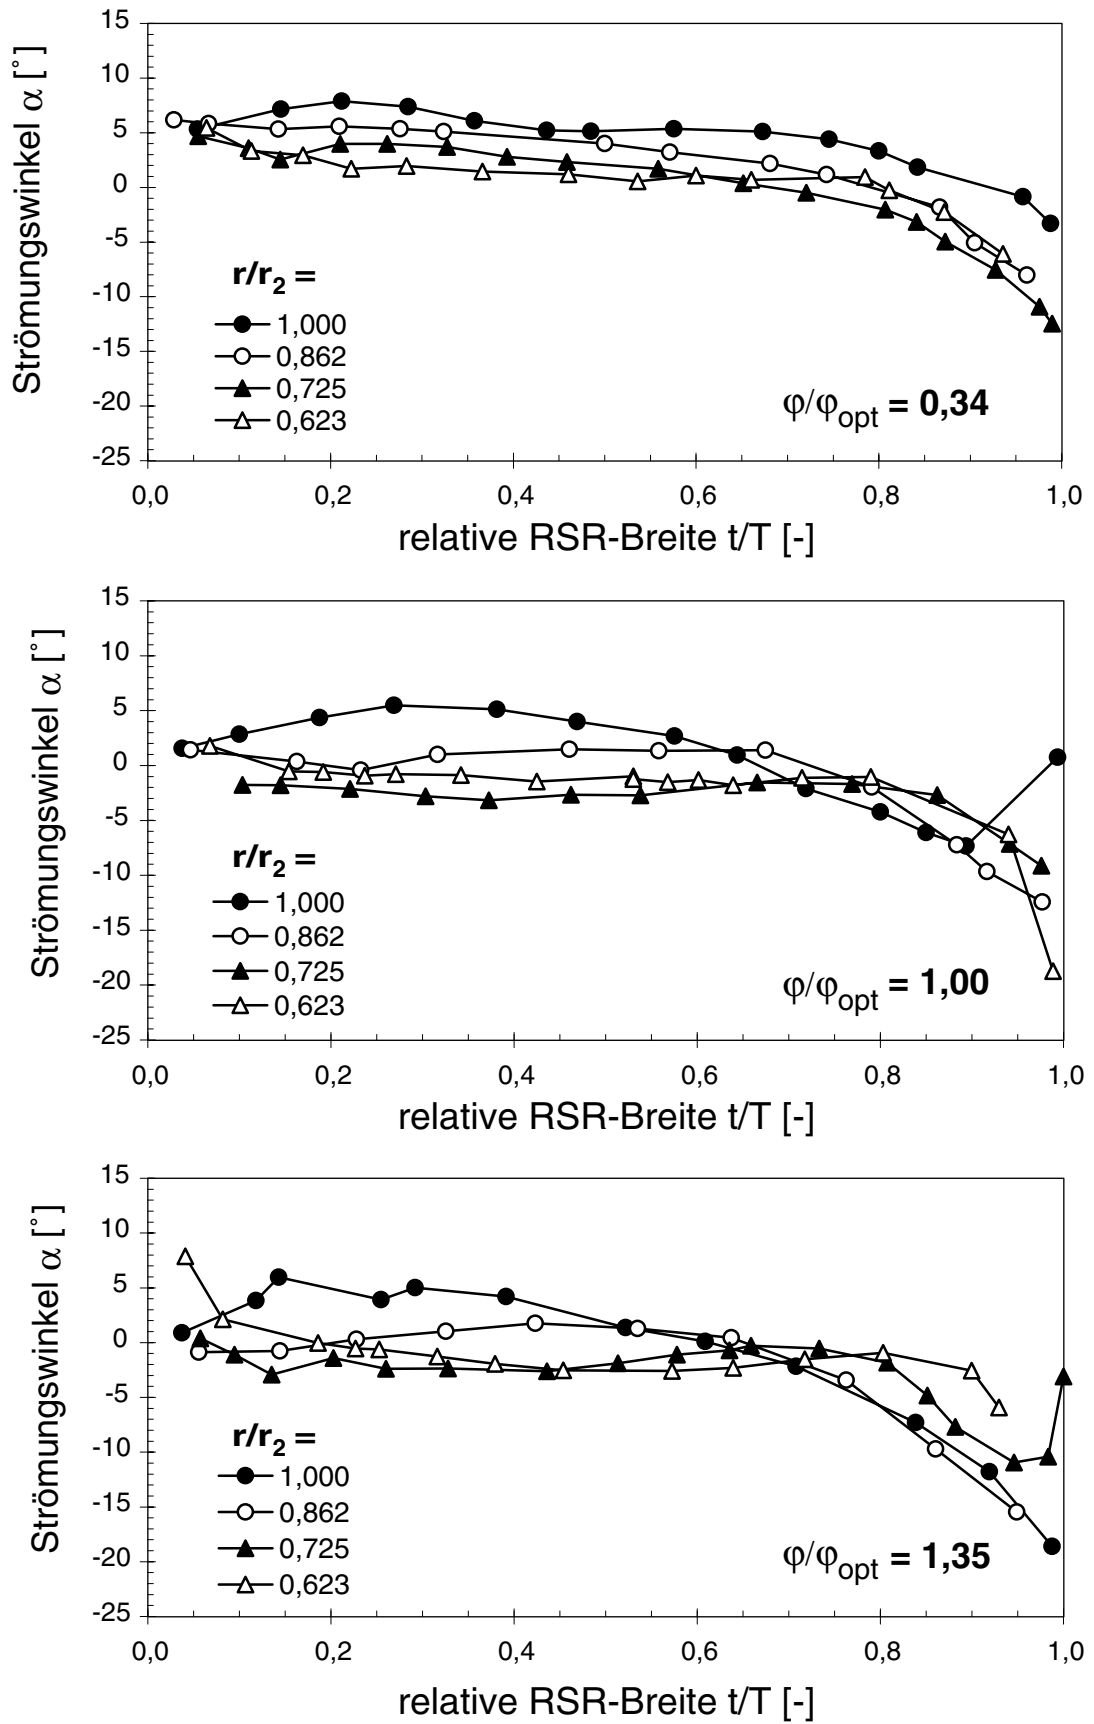 Strömungswinkel α [°]
15
10
5
0
-5
-10
-15
-20
-25
r/r2 =
1,000
0,862
0,725
0,623
φ/φopt = 0,34
0,0 0,2 0,4 0,6 0,8 1,0
relative RSR-Breite t/T [-]
Strömungswinkel α [°]
15
10
5
0
-5
-10
-15
-20
-25
r/r2 =
1,000
0,862
0,725
0,623
φ/φopt = 1,00
0,0 0,2 0,4 0,6 0,8 1,0
relative RSR-Breite t/T [-]
Strömungswinkel α [°]
15
10
5
0
-5
-10
-15
-20
-25
r/r2 =
1,000
0,862
0,725
0,623
φ/φopt = 1,35
0,0 0,2 0,4 0,6 0,8 1,0
relative RSR-Breite t/T [-]